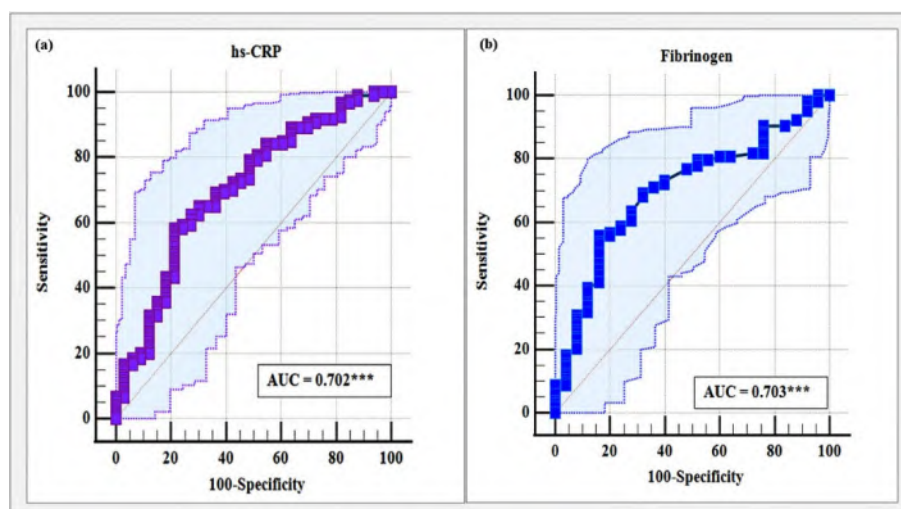 (a)
hs-CRP
100
80
60
40
20
0
Sensitivity
AUC = 0.702***
0 20 40 60 80 100
100-Specificity
(b)
Fibrinogen
100
80
60
40
20
0
Sensitivity
AUC = 0.703***
0 20 40 60 80 100
100-Specificity